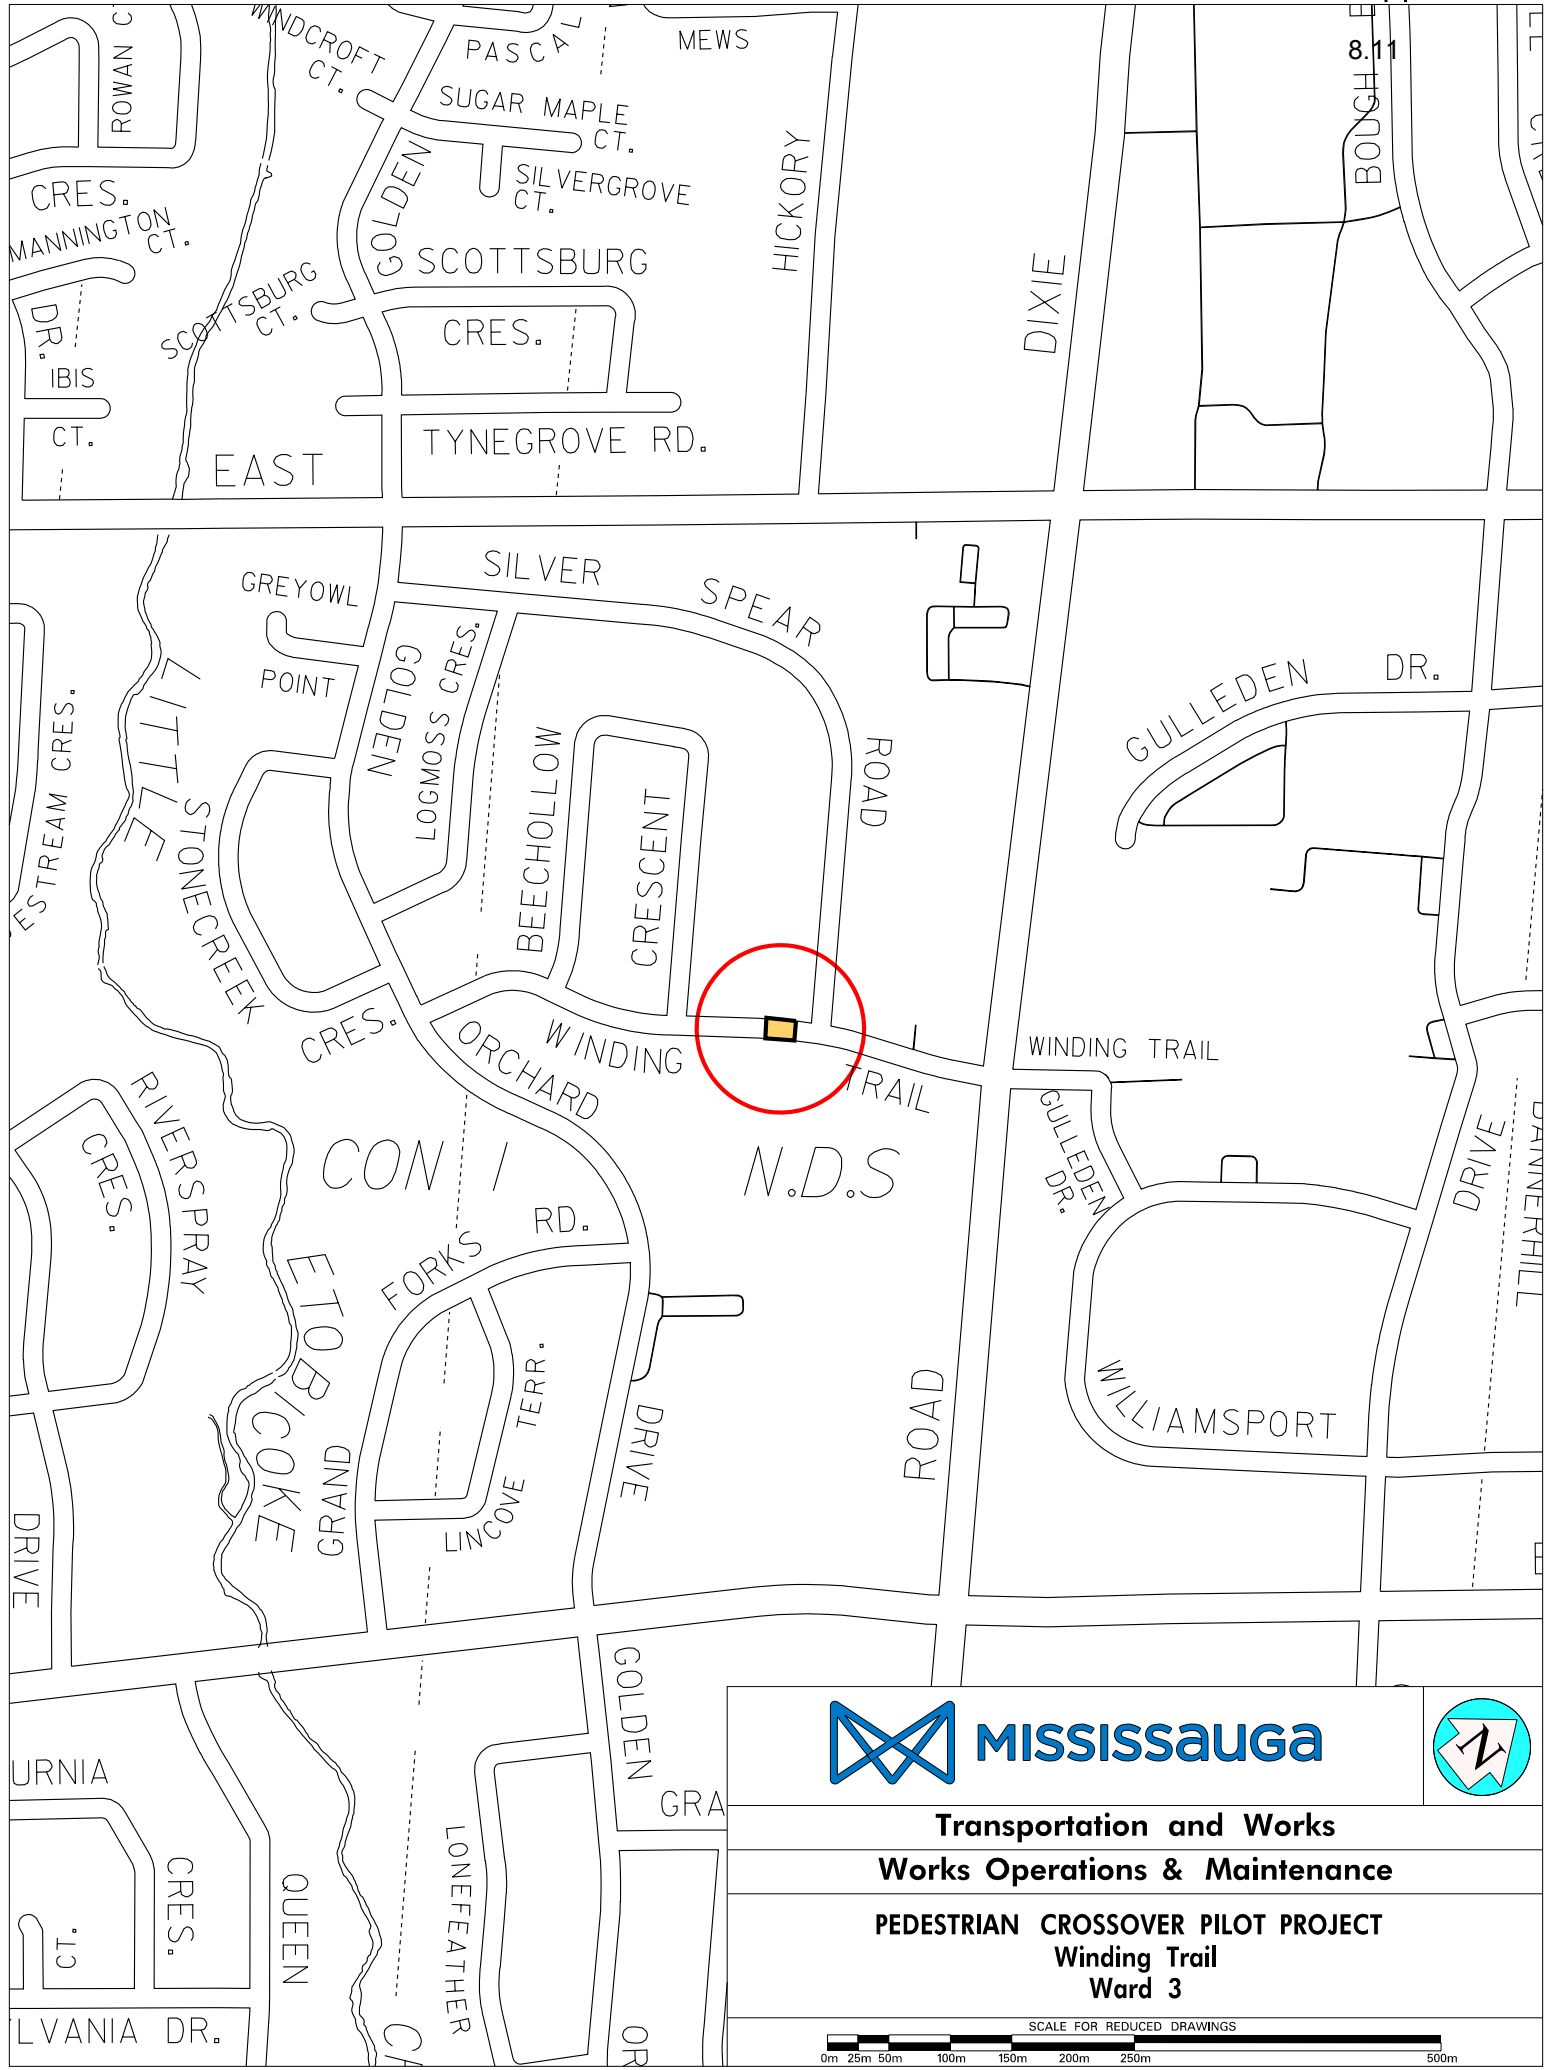 8.11
WINDCROFT
CT.
PASCAL
MEWS
ROWAN
SUGAR MAPLE
CT.
GOLDEN
SILVERGROVE
CT.
HICKORY
BOUGH
CRES.
MANNINGTON
CT.
SCOTTSBURG
SCOTTSBURG
CT.
CRES.
DIXIE
DR.
IBIS
CT.
TYNEGROVE RD.
EAST
SILVER
SPEAR
ROAD
GREYOWL
POINT
GOLDEN
LOGMOSS CRES.
GULLEDEN
DR.
LITTLE
ESTREAM CRES.
STONECREEK
CRES.
BEECHOLLOW
CRESCENT
ORCHARD
WINDING
TRAIL
WINDING TRAIL
GULLEDEN
DR.
RIVERSPRAY
CRES.
CON 1
N.D.S
DRIVE
BANNERHILL
FORKS
RD.
ETOBICOKE
GRAND
LINCOVE TERR.
DRIVE
ROAD
WILLIAMSPORT
DRIVE
GOLDEN
URNIA
GRA
CRES.
QUEEN
LONEFEATHER
CT.
LVANIA DR.
OR
MISSISSAUGA
N
Transportation and Works
Works Operations & Maintenance
PEDESTRIAN CROSSOVER PILOT PROJECT
Winding Trail
Ward 3
SCALE FOR REDUCED DRAWINGS
0m 25m 50m 100m 150m 200m 250m 500m